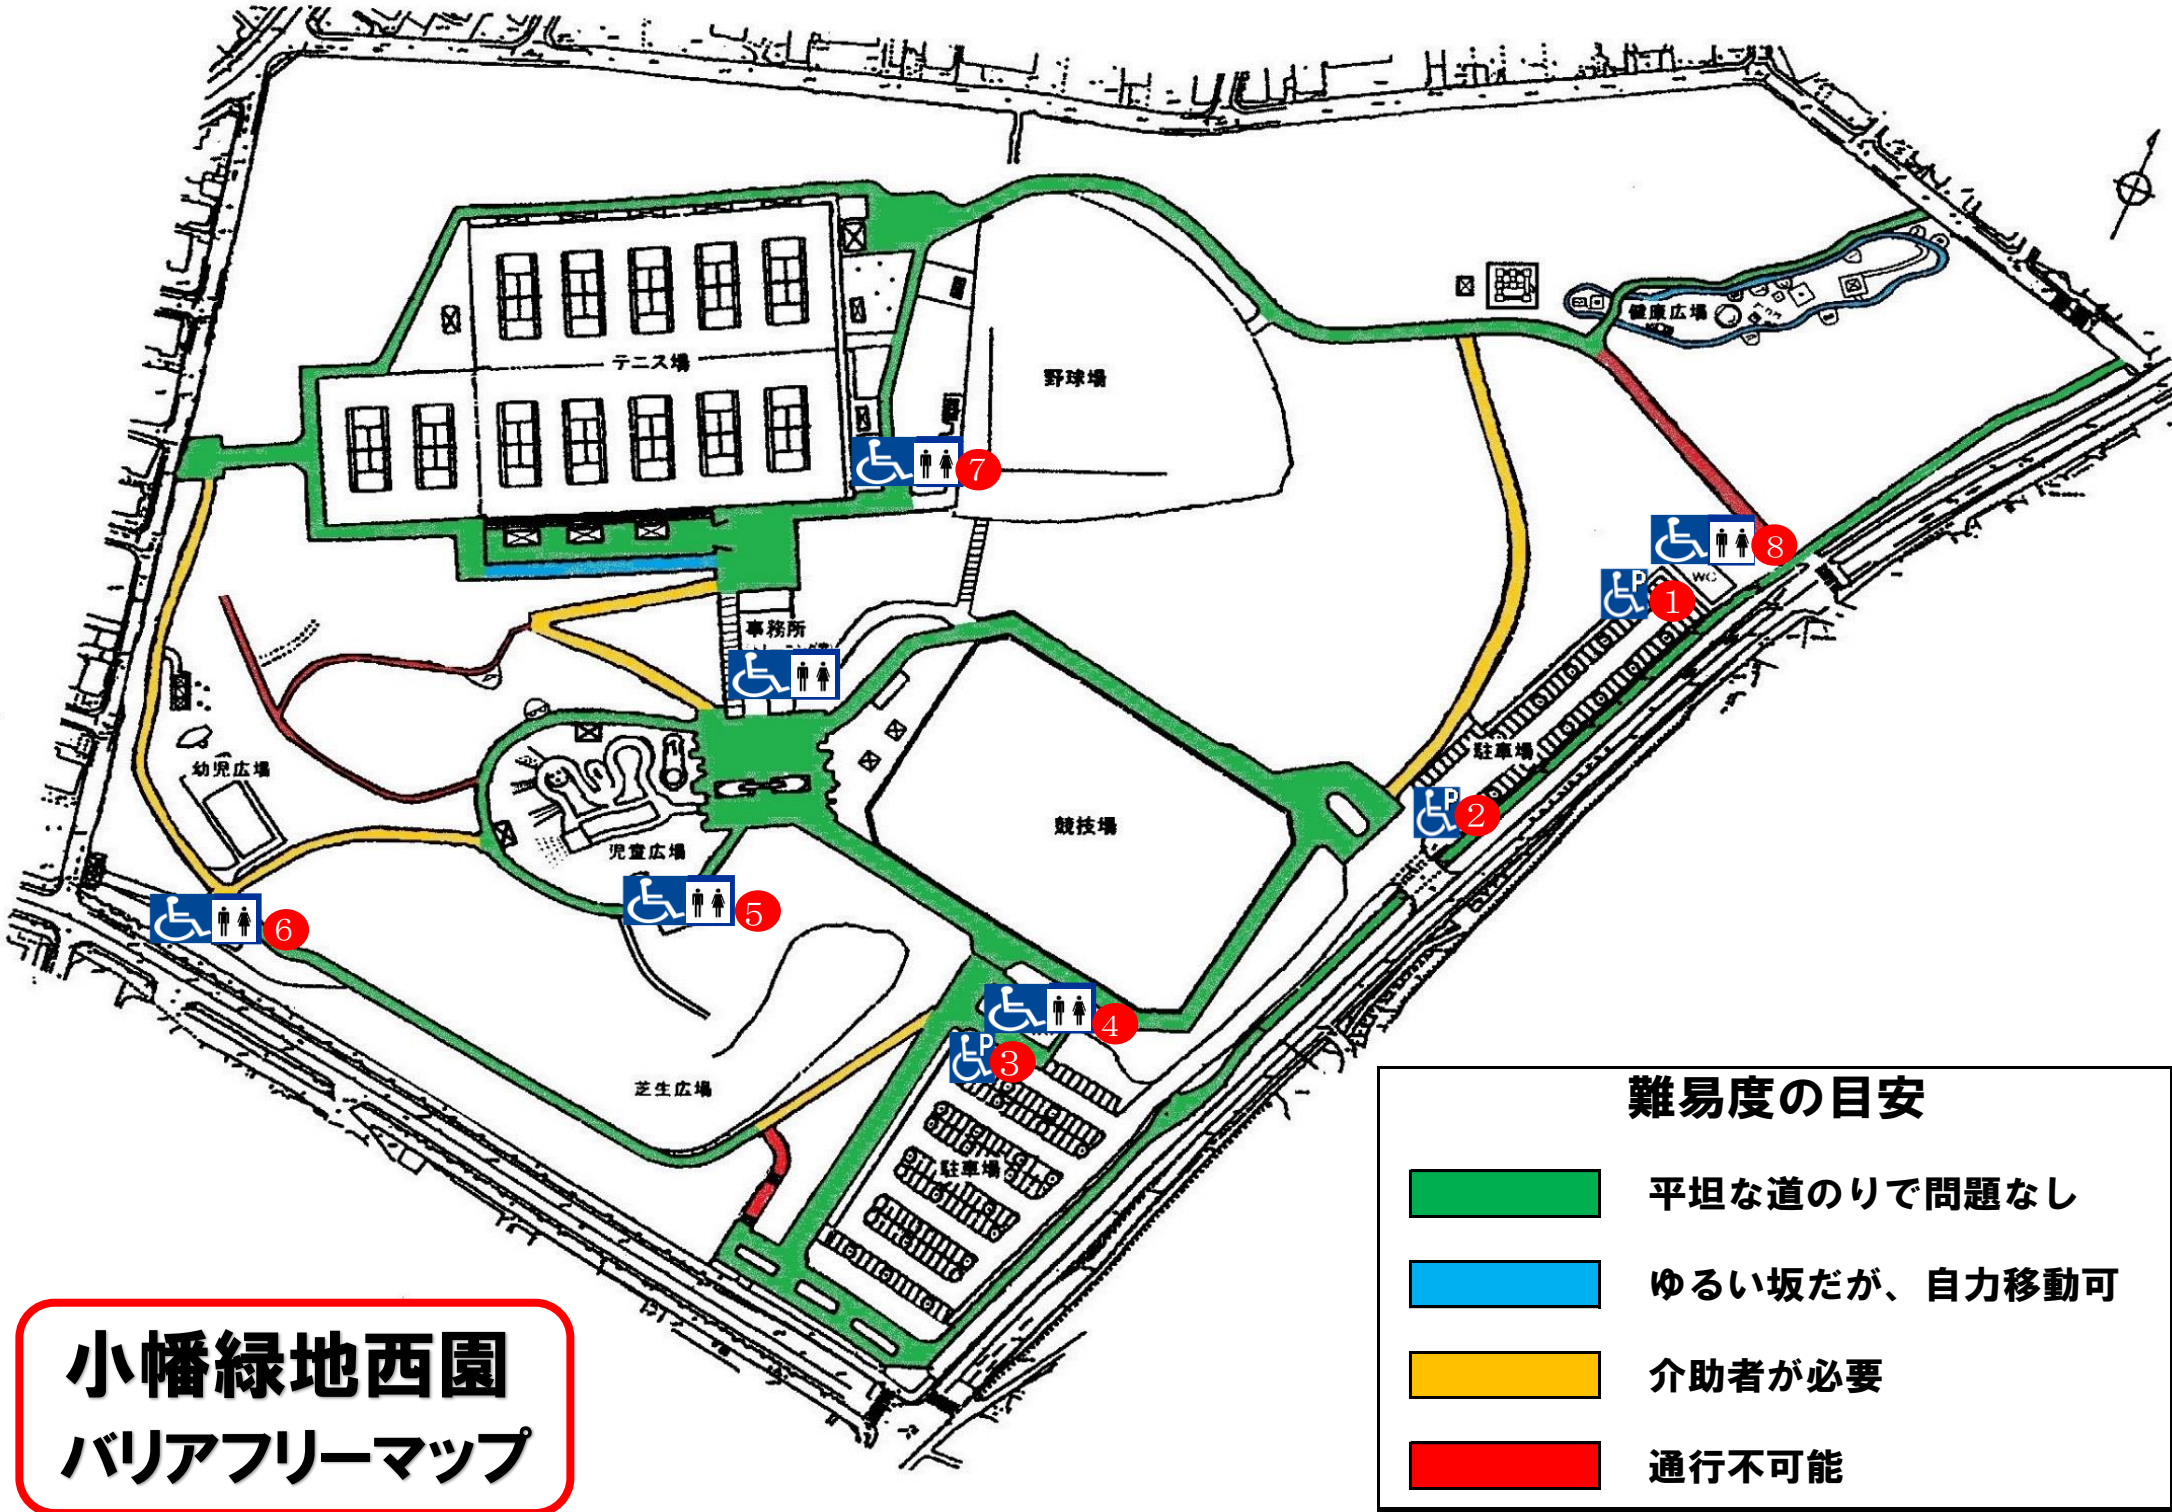 健康広場
テニス場
野球場
⑦
⑧
WC
P
①
事務所
駐車場
P
②
幼児広場
競技場
児童広場
⑤
⑥
④
P
③
芝生広場
駐車場
難易度の目安
平坦な道のりで問題なし
ゆるい坂だが、自力移動可
介助者が必要
通行不可能
小幡緑地西園
バリアフリーマップ